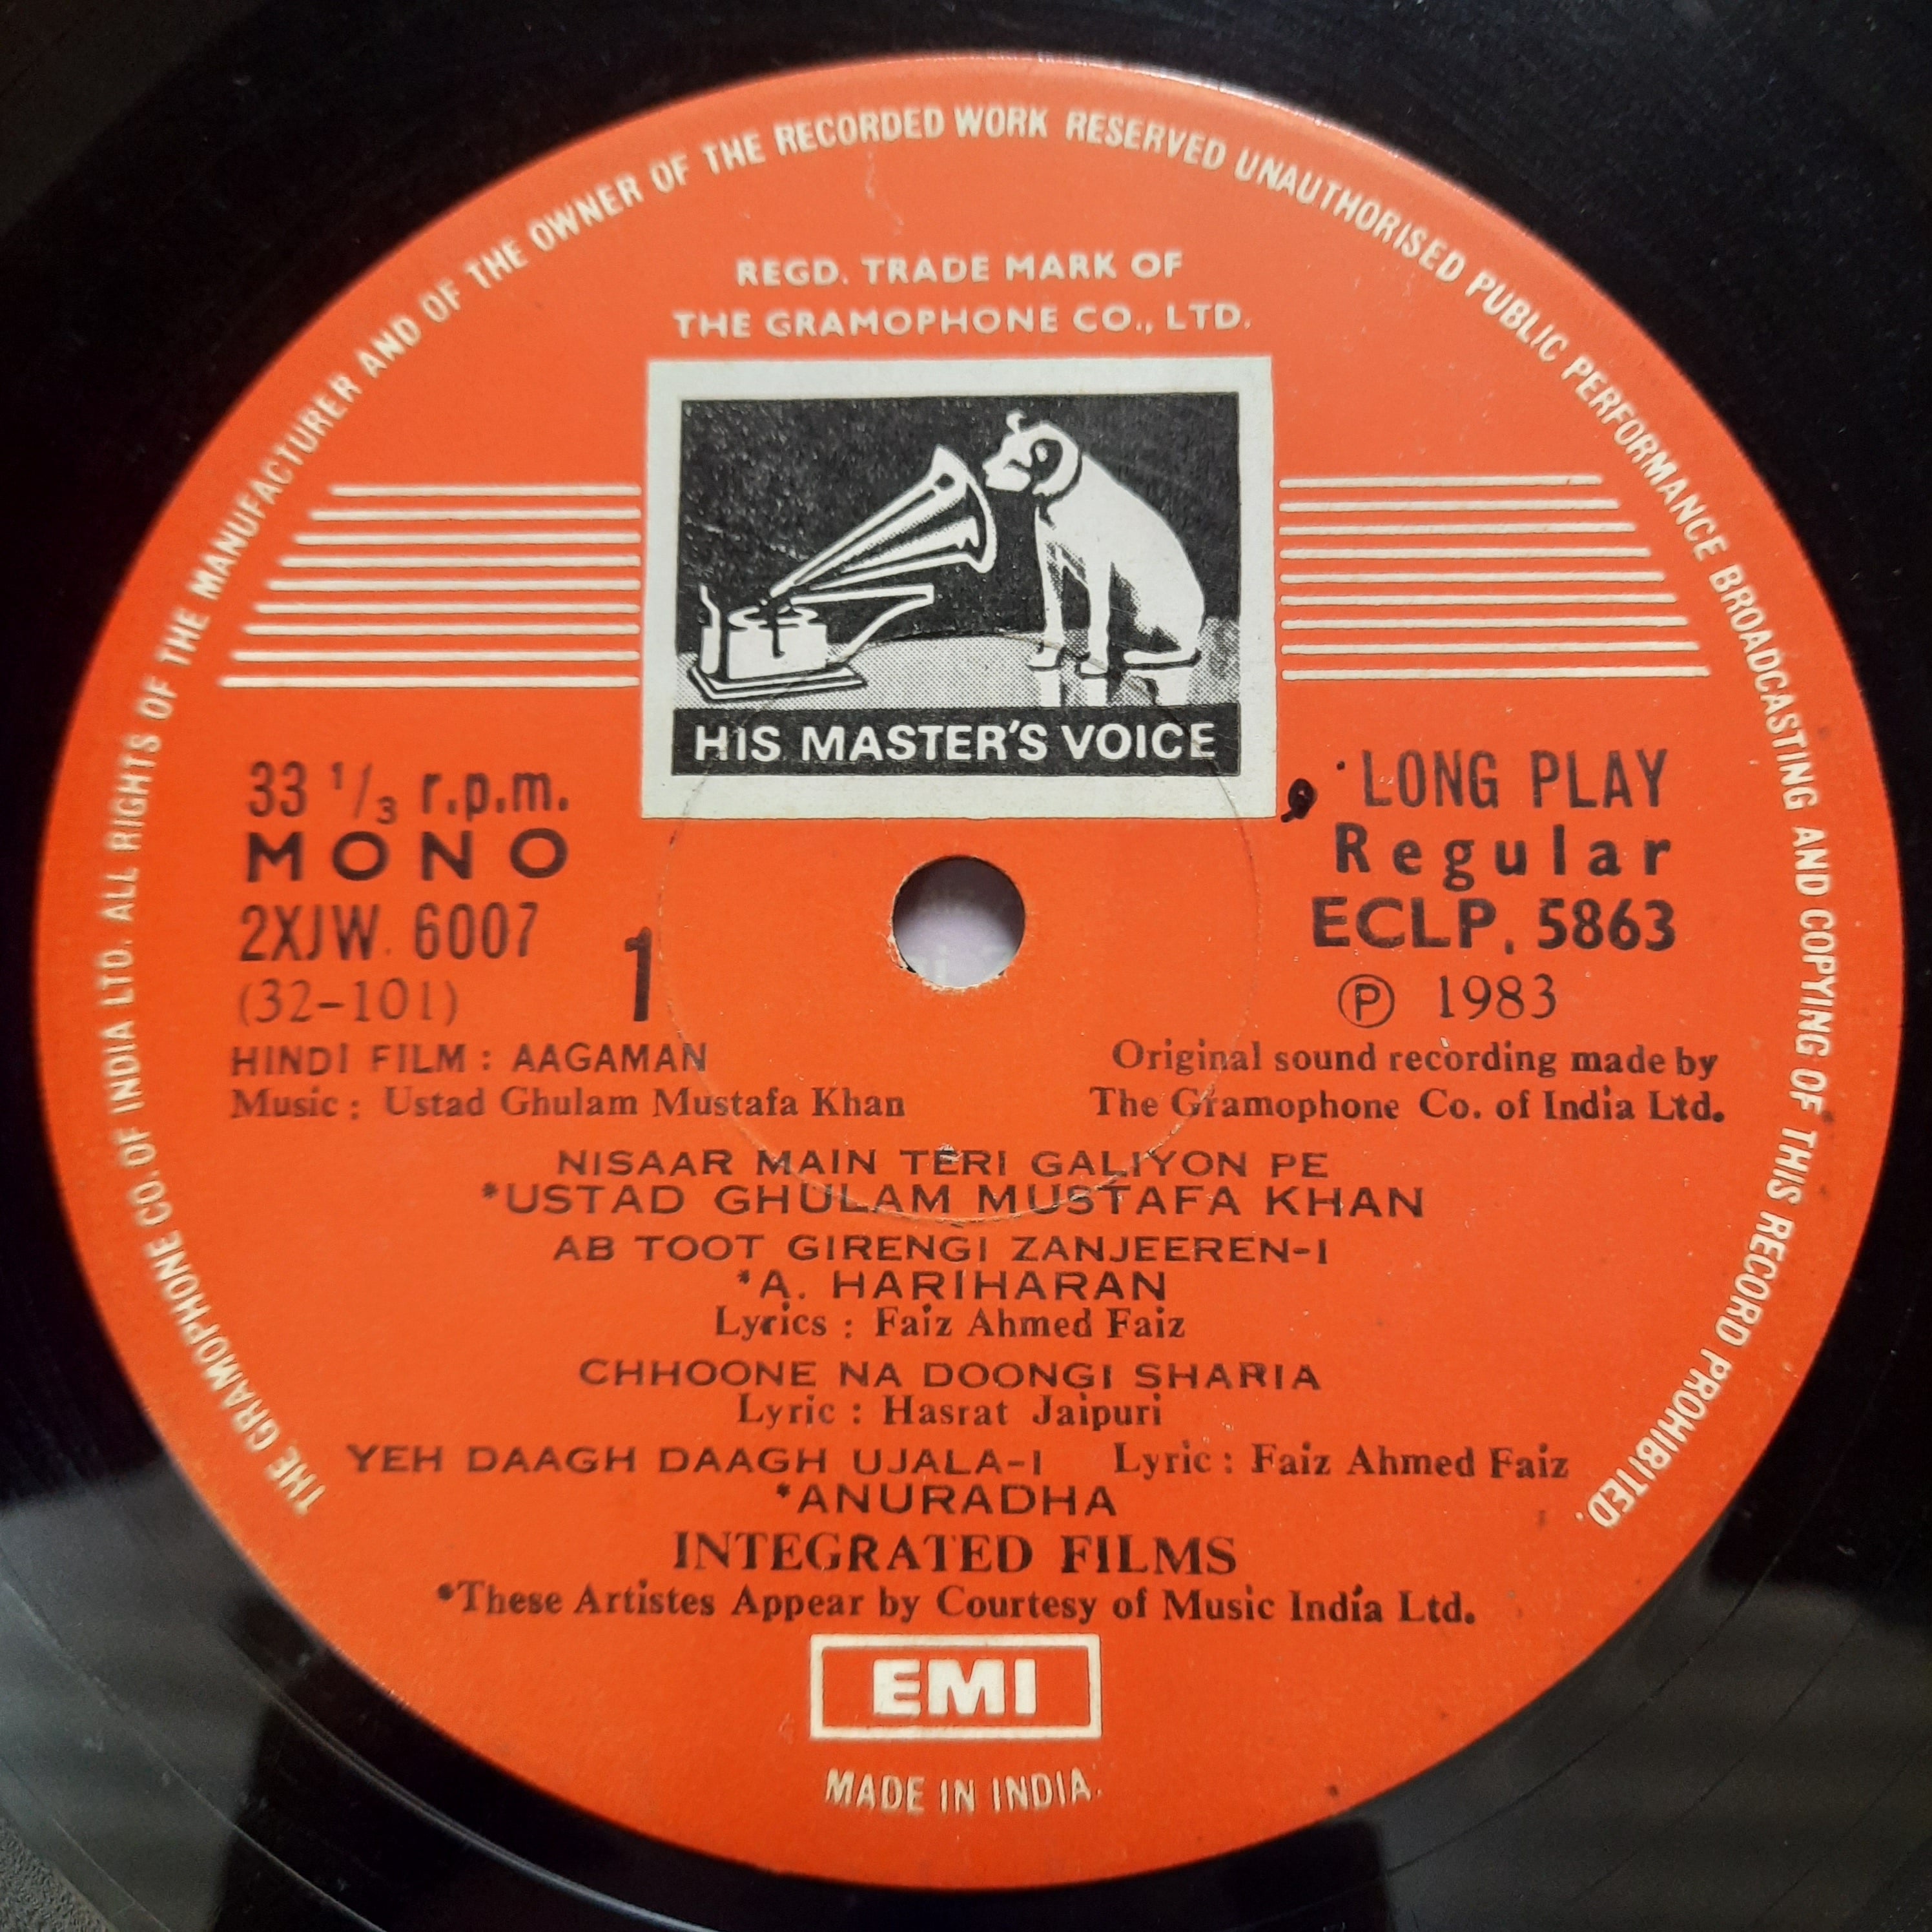 THE GRAMOPHONE CO. OF INDIA LTD. ALL RIGHTS OF THE MANUFACTURER AND OF THE OWNER OF THE RECORDED WORK RESERVED UNAUTHORISED PUBLIC PERFORMANCE BROADCASTING AND COPYING OF THIS RECORD PROHIBITED.
REGD. TRADE MARK OF
THE GRAMOPHONE CO., LTD.
HIS MASTER'S VOICE
33 1/3 r.p.m.
MONO
2XJW. 6007
(32-101)
1
LONG PLAY
Regular
ECLP. 5863
Ⓟ 1983
HINDI FILM : AAGAMAN
Music : Ustad Ghulam Mustafa Khan
Original sound recording made by
The Gramophone Co. of India Ltd.
NISAAR MAIN TERI GALIYON PE
*USTAD GHULAM MUSTAFA KHAN
AB TOOT GIRENGI ZANJEEREN-I
*A. HARIHARAN
Lyrics : Faiz Ahmed Faiz
CHHOONE NA DOONGI SHARIA
Lyric : Hasrat Jaipuri
YEH DAAGH DAAGH UJALA-I Lyric : Faiz Ahmed Faiz
*ANURADHA
INTEGRATED FILMS
*These Artistes Appear by Courtesy of Music India Ltd.
EMI
MADE IN INDIA.